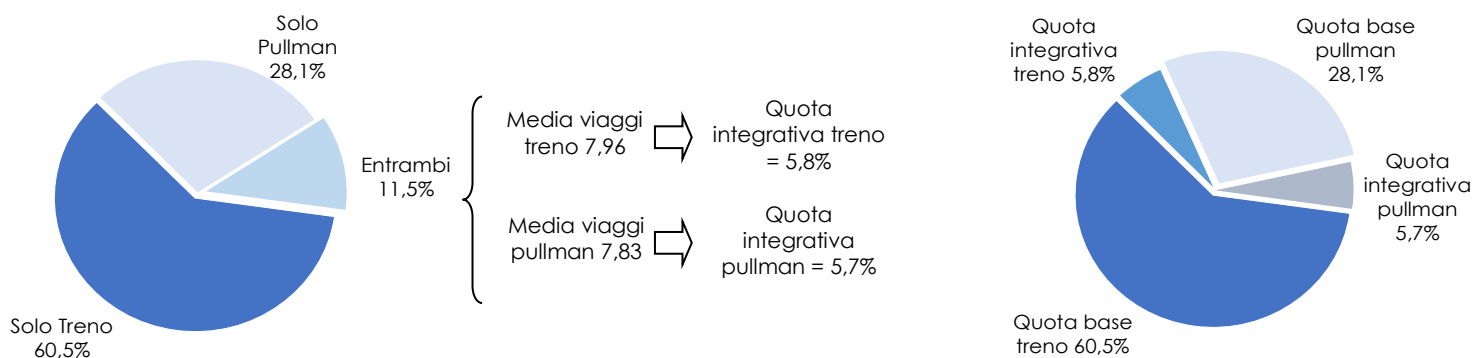 Solo
Pullman
28,1%
Entrambi
11,5%
Solo Treno
60,5%
Media viaggi
treno 7,96
Quota
integrativa treno
= 5,8%
Media viaggi
pullman 7,83
Quota
integrativa
pullman = 5,7%
Quota
integrativa
treno 5,8%
Quota base
pullman
28,1%
Quota
integrativa
pullman
5,7%
Quota base
treno 60,5%